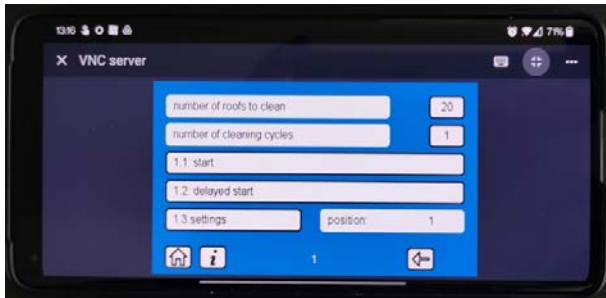 13:16 71%
VNC server
number of roofs to clean 20
number of cleaning cycles 1
1.1. start
1.2. delayed start
1.3.settings position: 1
i 1